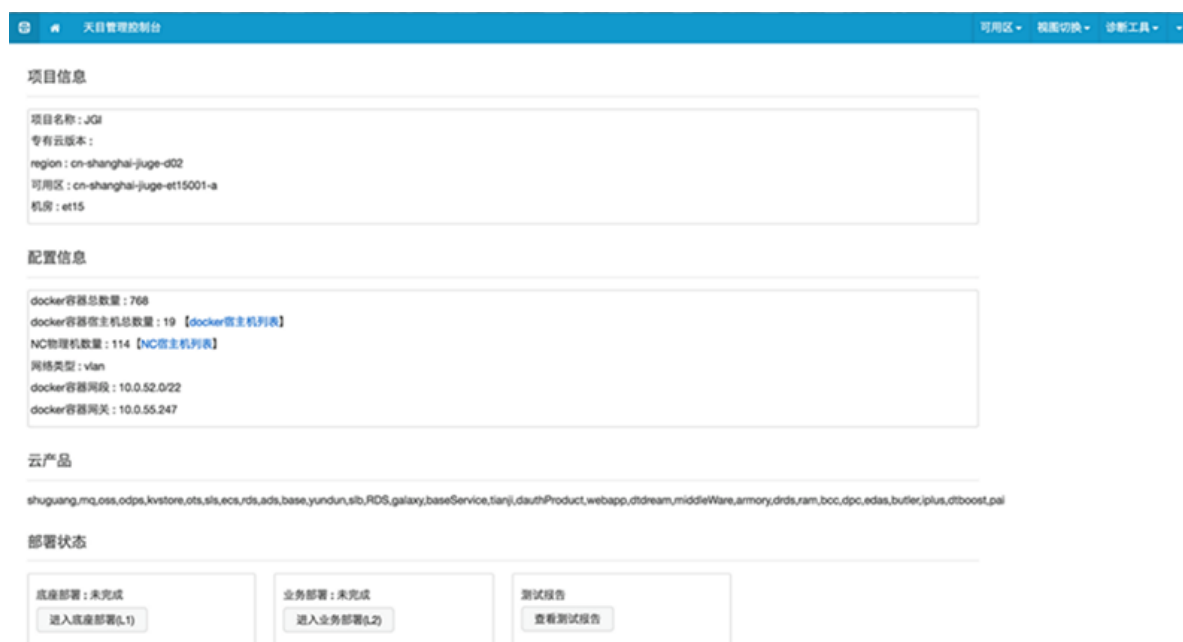 天目管理控制台 可用区 视图切换 诊断工具
项目信息
项目名称 : JGI
专有云版本 :
region : cn-shanghai-jiuge-d02
可用区 : cn-shanghai-jiuge-et15001-a
机房 : et15
配置信息
docker容器总数量 : 768
docker容器宿主机总数量 : 19 【docker宿主机列表】
NC物理机数量 : 114【NC宿主机列表】
网络类型 : vlan
docker容器网段 : 10.0.52.0/22
docker容器网关 : 10.0.55.247
云产品
shuguang,mq,oss,odps,kvstore,ots,sls,ecs,rds,ads,base,yundun,slb,RDS,galaxy,baseService,tianji,dauthProduct,webapp,dtdream,middleWare,armory,drds,ram,bcc,dpc,edas,butler,iplus,dtboost,pai
部署状态
底座部署 : 未完成 业务部署 : 未完成 测试报告
进入底座部署(L1) 进入业务部署(L2) 查看测试报告